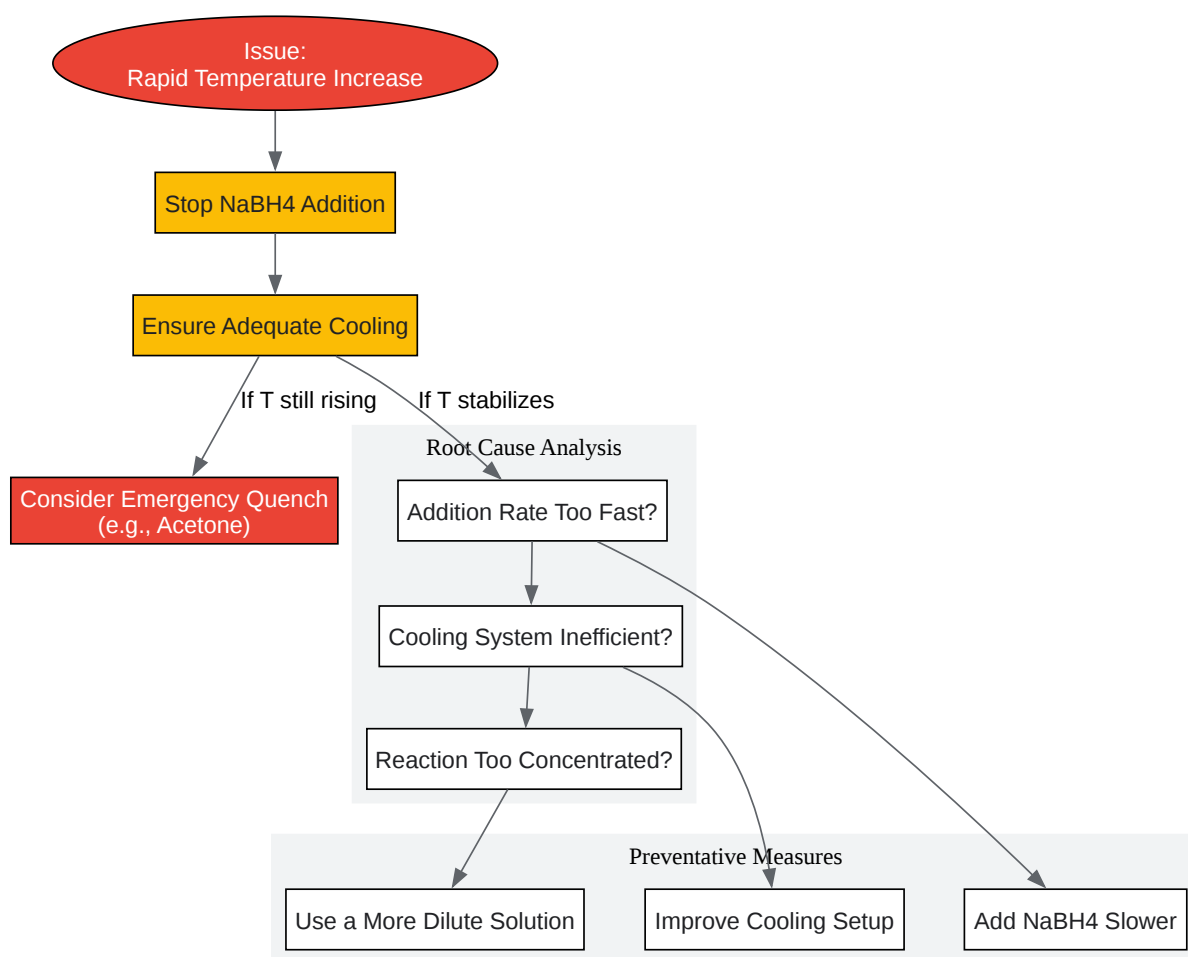 Issue:
Rapid Temperature Increase
Stop NaBH4 Addition
Ensure Adequate Cooling
If T still rising
If T stabilizes
Root Cause Analysis
Consider Emergency Quench
(e.g., Acetone)
Addition Rate Too Fast?
Cooling System Inefficient?
Reaction Too Concentrated?
Preventative Measures
Use a More Dilute Solution
Improve Cooling Setup
Add NaBH4 Slower